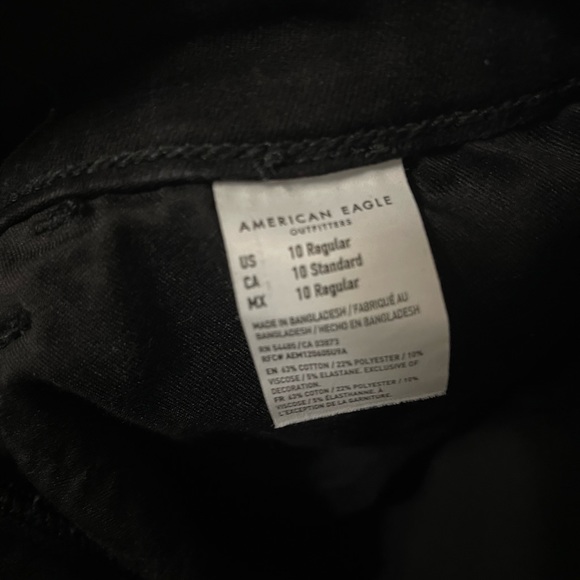 AMERICAN EAGLE
OUTFITTERS
US 10 Regular
CA 10 Standard
MX 10 Regular
MADE IN BANGLADESH / FABRIQUÉ AU
BANGLADESH / HECHO EN BANGLADESH
RN 54485 / CA 03873
RFC# AEM120605U9A
EN: 63% COTTON / 22% POLYESTER / 10%
VISCOSE / 5% ELASTANE. EXCLUSIVE OF
DECORATION.
FR: 63% COTON / 22% POLYESTER / 10%
VISCOSE / 5% ÉLASTHANNE. À
L'EXCEPTION DE LA GARNITURE.